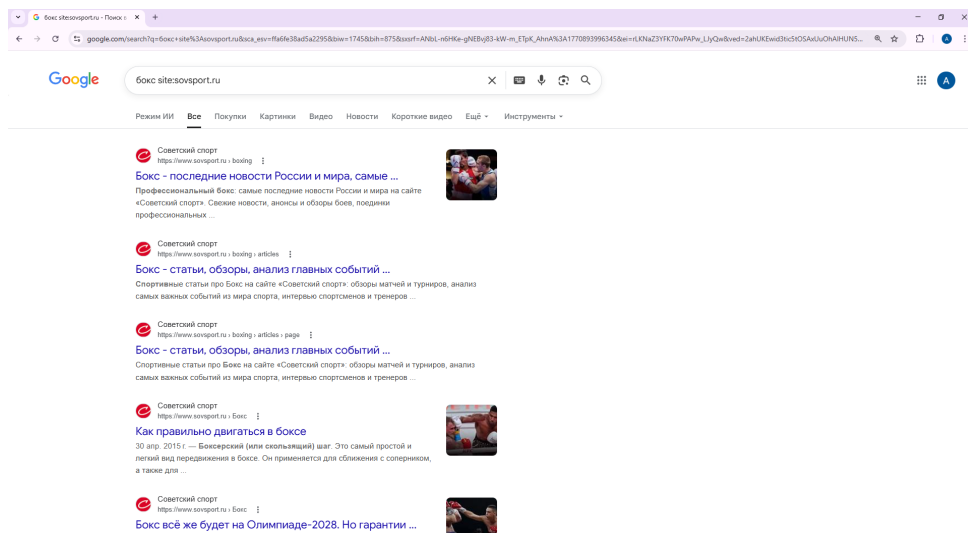 бокс site:sovsport.ru - Поиск в
google.com/search?q=бокс+site%3Asovsport.ru&sca_esv=ffa6fe38ad5a2295&biw=1745&bih=875&sxsrf=ANbL-n6HKe-gNEBvj83-kW-m_ETpK_AhnA%3A1770893996345&ei=rLKNaZ3YFK70wPAPw_LJyQw&ved=2ahUKEwid3tic5tOSAxUuOhAIHUN5...
A
Google
бокс site:sovsport.ru
A
Режим ИИ Все Покупки Картинки Видео Новости Короткие видео Ещё Инструменты
Советский спорт
https://www.sovsport.ru › boxing
Бокс - последние новости России и мира, самые ...
Профессиональный бокс: самые последние новости России и мира на сайте
«Советский спорт». Свежие новости, анонсы и обзоры боев, поединки
профессиональных ...
Советский спорт
https://www.sovsport.ru › boxing › articles
Бокс - статьи, обзоры, анализ главных событий ...
Спортивные статьи про Бокс на сайте «Советский спорт»: обзоры матчей и турниров, анализ
самых важных событий из мира спорта, интервью спортсменов и тренеров ...
Советский спорт
https://www.sovsport.ru › boxing › articles › page
Бокс - статьи, обзоры, анализ главных событий ...
Спортивные статьи про Бокс на сайте «Советский спорт»: обзоры матчей и турниров, анализ
самых важных событий из мира спорта, интервью спортсменов и тренеров ...
Советский спорт
https://www.sovsport.ru › Бокс
Как правильно двигаться в боксе
30 апр. 2015 г. — Боксерский (или скользящий) шаг. Это самый простой и
легкий вид передвижения в боксе. Он применяется для сближения с соперником,
а также для ...
Советский спорт
https://www.sovsport.ru › Бокс
Бокс всё же будет на Олимпиаде-2028. Но гарантии ...